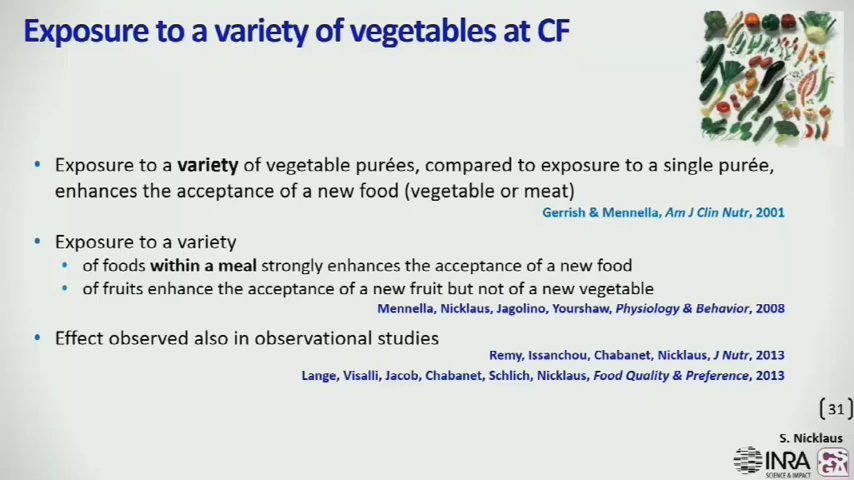 Exposure to a variety of vegetables at CF
• Exposure to a variety of vegetable purées, compared to exposure to a single purée,
enhances the acceptance of a new food (vegetable or meat)
Gerrish & Mennella, Am J Clin Nutr, 2001
• Exposure to a variety
• of foods within a meal strongly enhances the acceptance of a new food
• of fruits enhance the acceptance of a new fruit but not of a new vegetable
Mennella, Nicklaus, Jagolino, Yourshaw, Physiology & Behavior, 2008
• Effect observed also in observational studies
Remy, Issanchou, Chabanet, Nicklaus, J Nutr, 2013
Lange, Visalli, Jacob, Chabanet, Schlich, Nicklaus, Food Quality & Preference, 2013
(31)
S. Nicklaus
INRA
SCIENCE & IMPACT